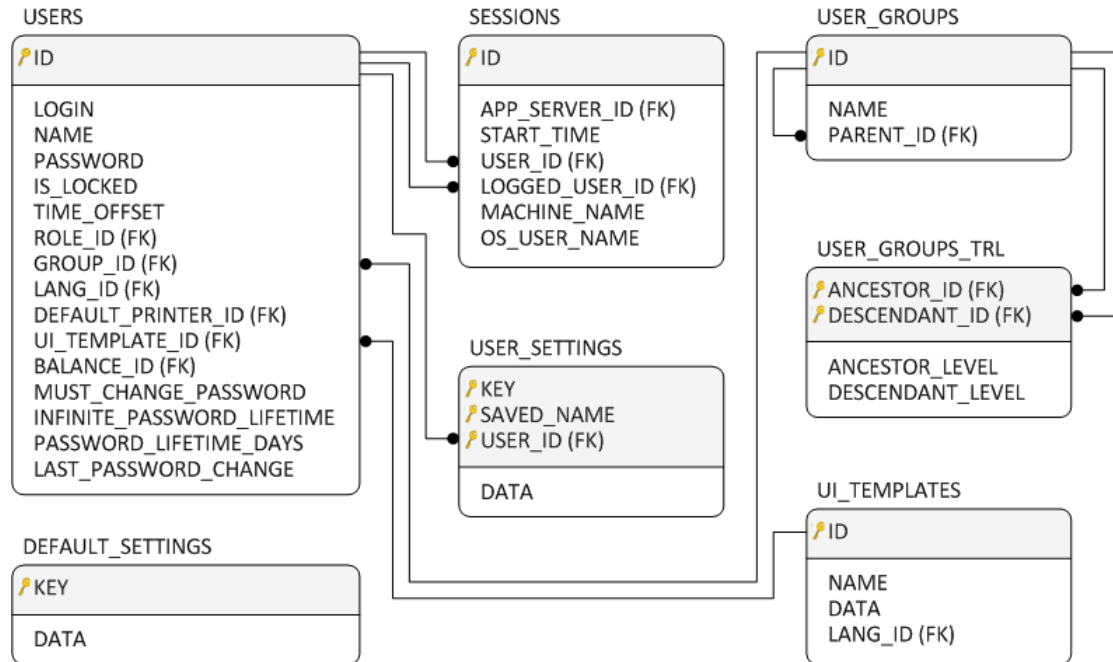 USERS
ID
LOGIN
NAME
PASSWORD
IS_LOCKED
TIME_OFFSET
ROLE_ID (FK)
GROUP_ID (FK)
LANG_ID (FK)
DEFAULT_PRINTER_ID (FK)
UI_TEMPLATE_ID (FK)
BALANCE_ID (FK)
MUST_CHANGE_PASSWORD
INFINITE_PASSWORD_LIFETIME
PASSWORD_LIFETIME_DAYS
LAST_PASSWORD_CHANGE
DEFAULT_SETTINGS
KEY
DATA
SESSIONS
ID
APP_SERVER_ID (FK)
START_TIME
USER_ID (FK)
LOGGED_USER_ID (FK)
MACHINE_NAME
OS_USER_NAME
USER_SETTINGS
KEY
SAVED_NAME
USER_ID (FK)
DATA
USER_GROUPS
ID
NAME
PARENT_ID (FK)
USER_GROUPS_TRL
ANCESTOR_ID (FK)
DESCENDANT_ID (FK)
ANCESTOR_LEVEL
DESCENDANT_LEVEL
UI_TEMPLATES
ID
NAME
DATA
LANG_ID (FK)